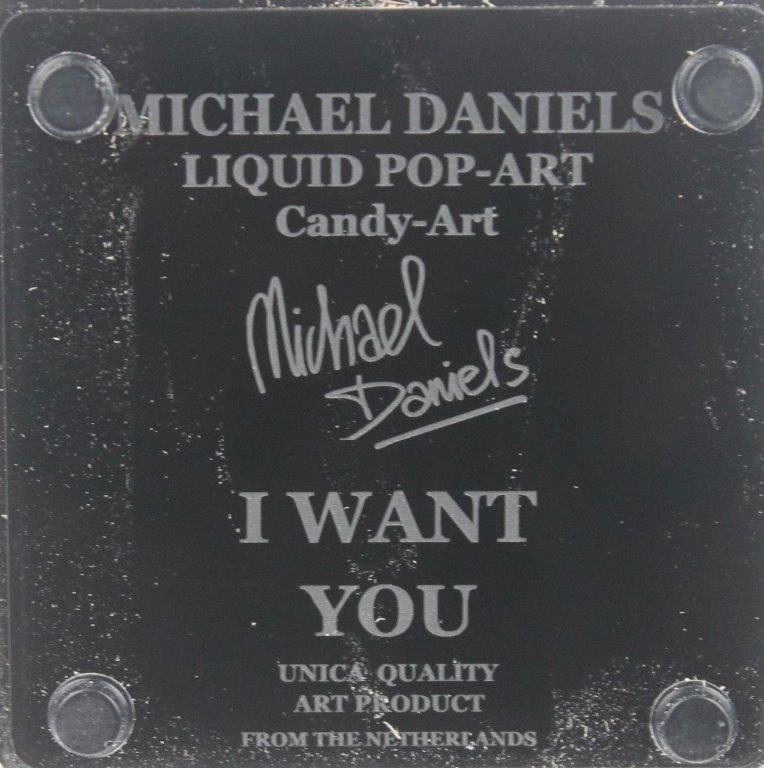 MICHAEL DANIELS
LIQUID POP-ART
Candy-Art
Michael
Daniels
I WANT
YOU
UNICA QUALITY
ART PRODUCT
FROM THE NETHERLANDS